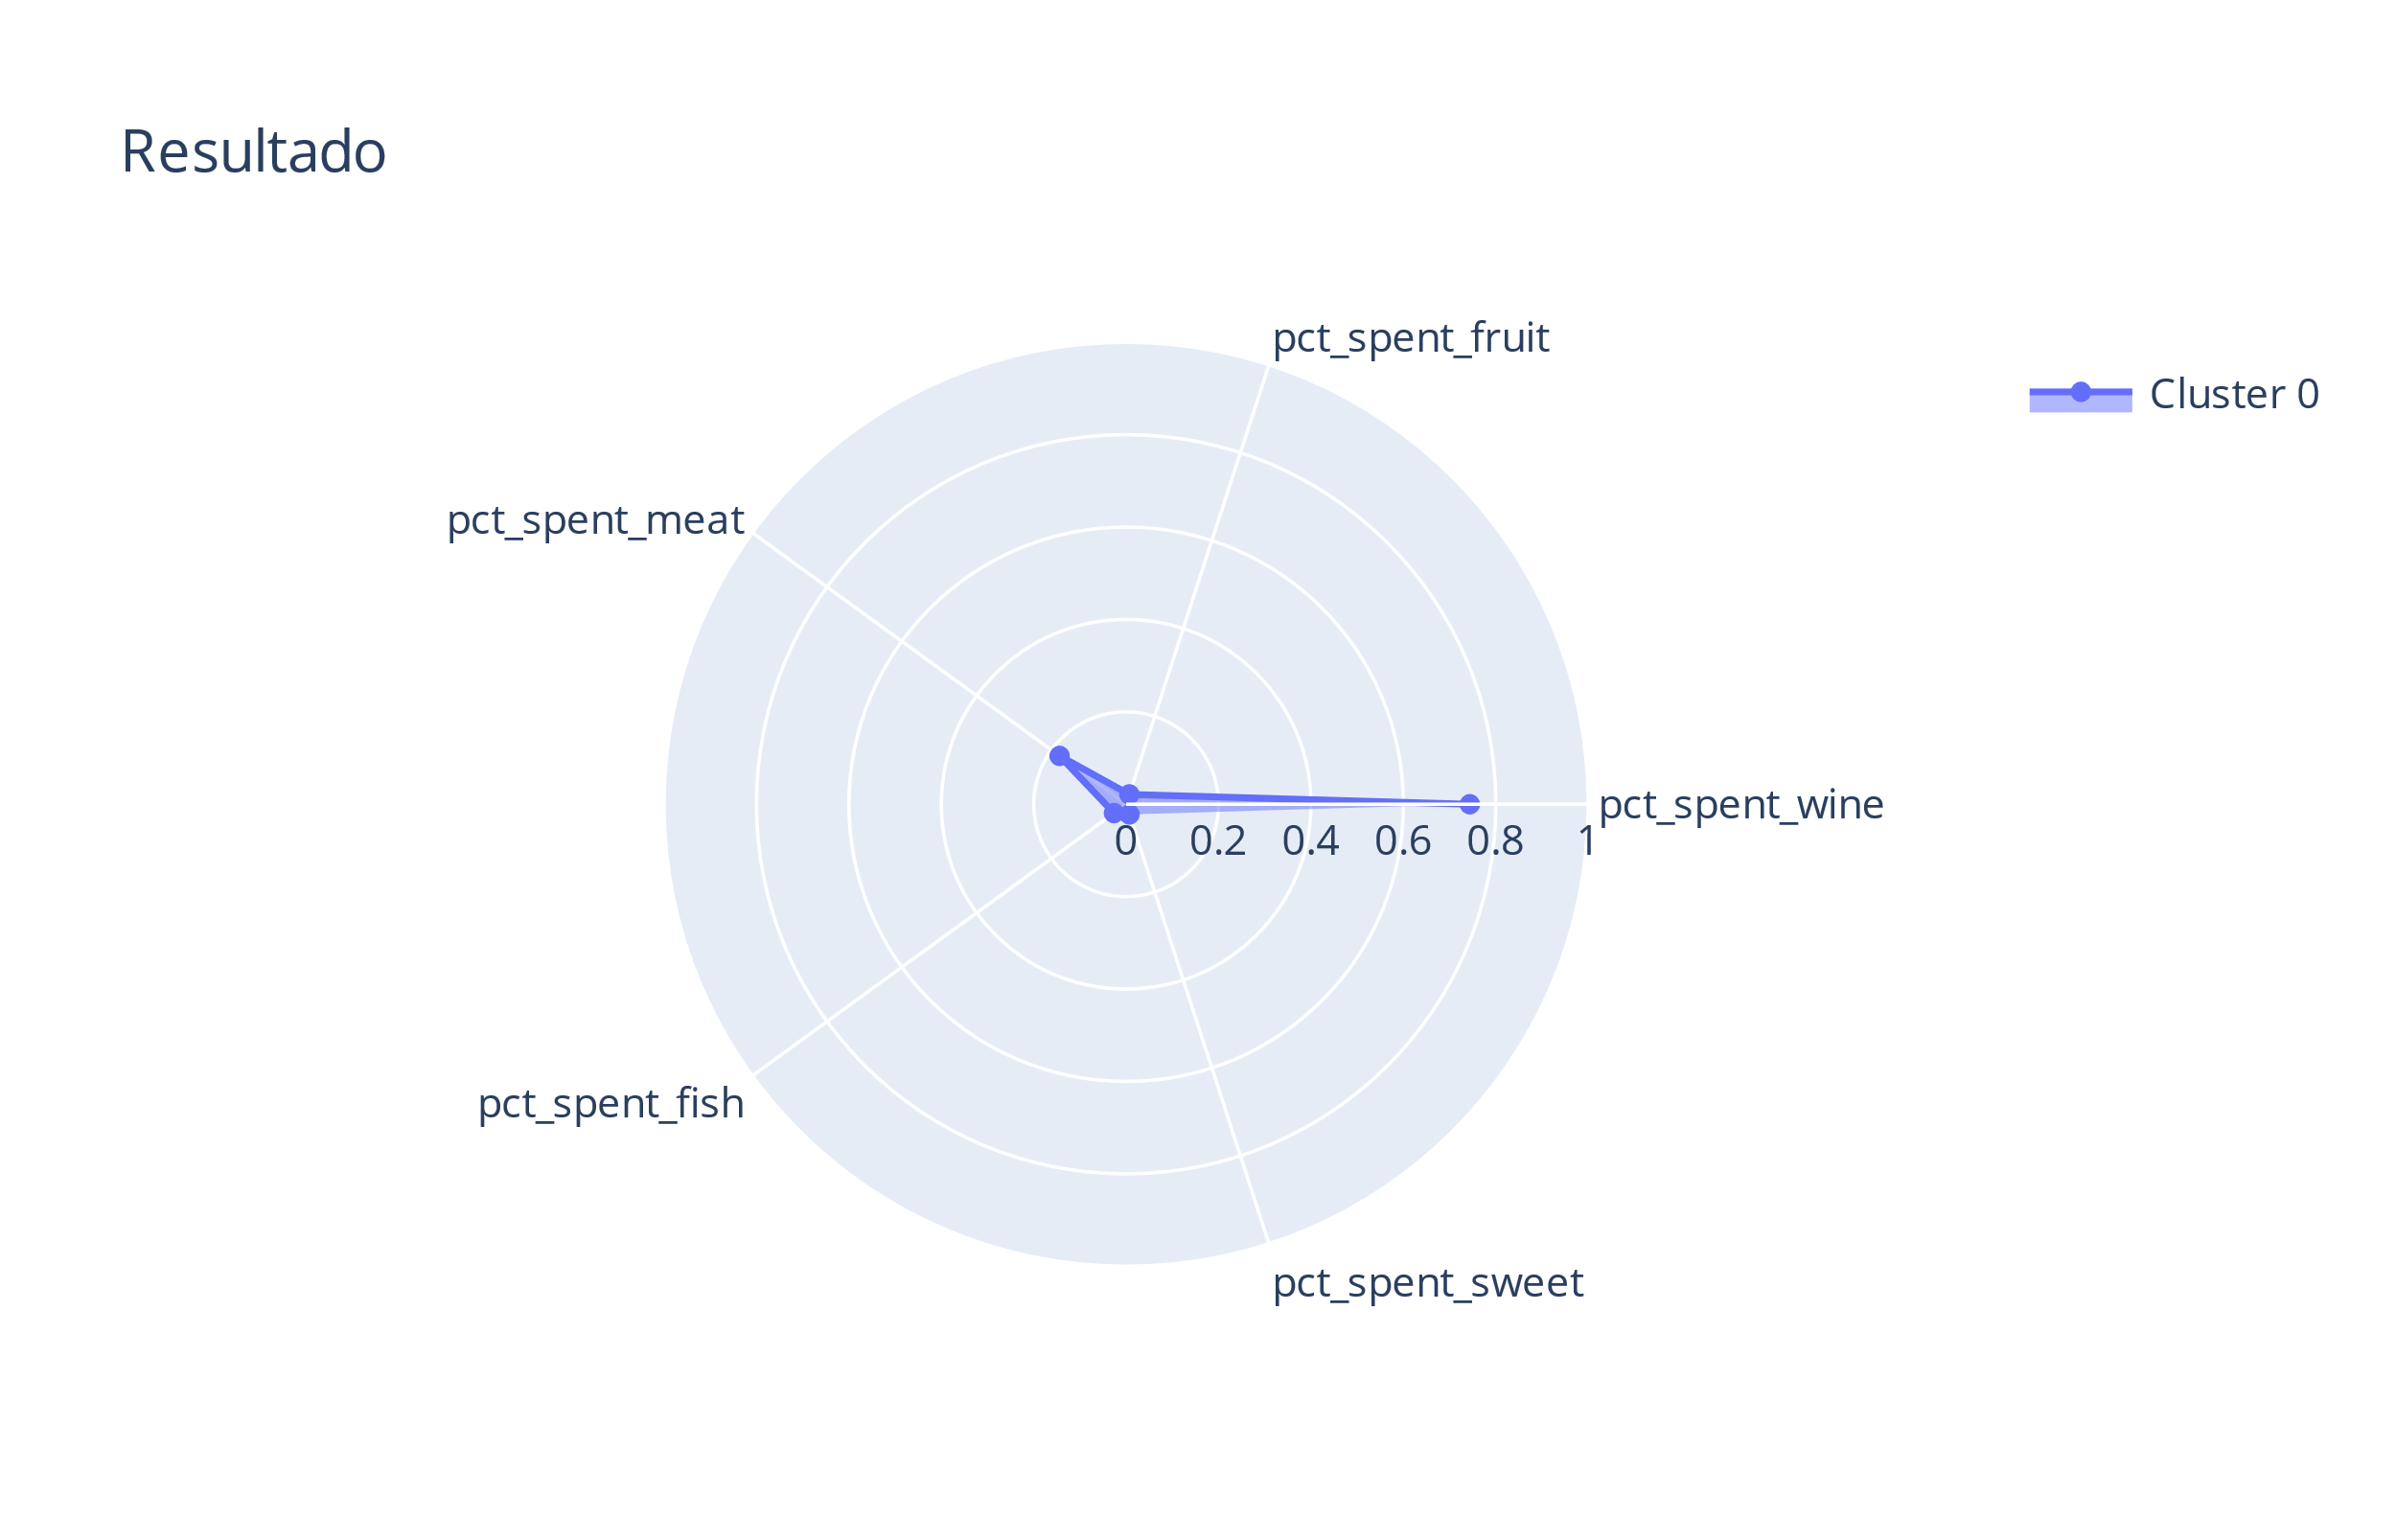 Resultado
pct_spent_fruit
Cluster 0
pct_spent_meat
pct_spent_wine
0 0.2 0.4 0.6 0.8 1
pct_spent_fish
pct_spent_sweet